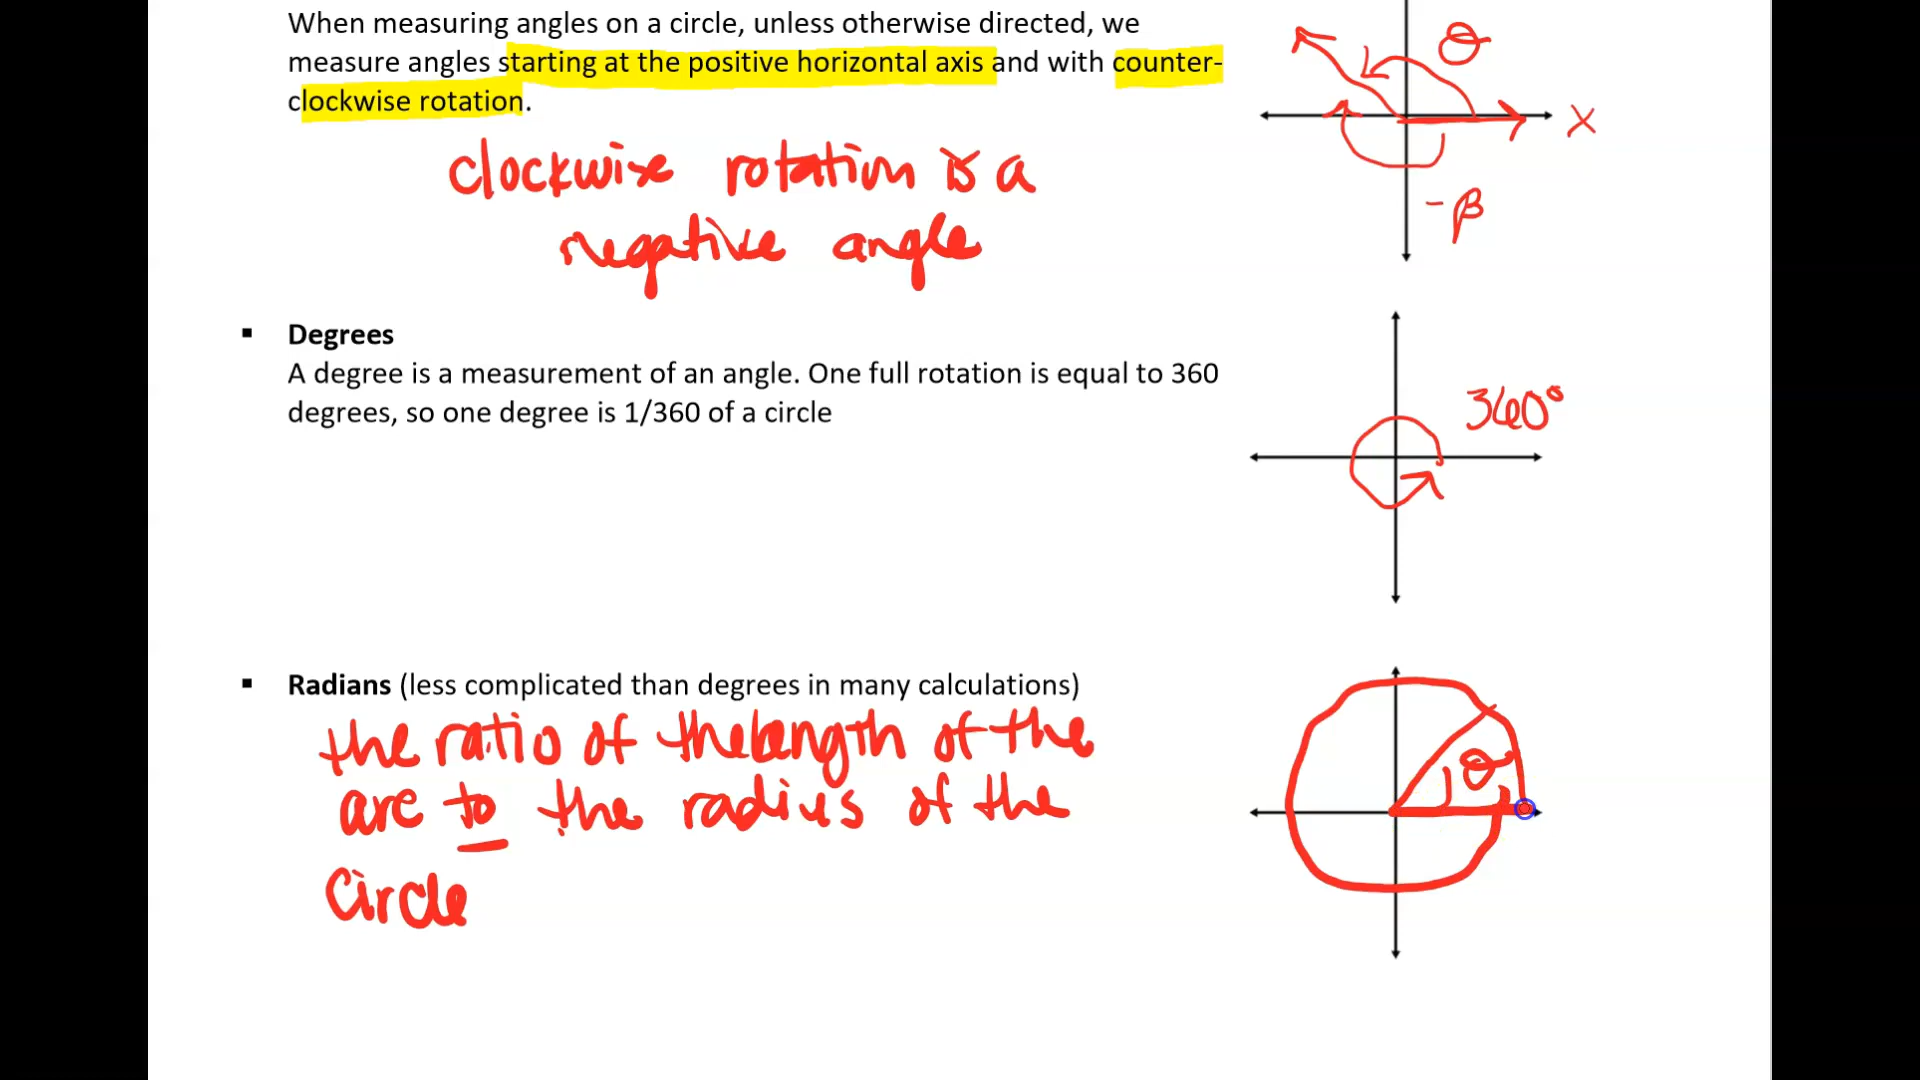 When measuring angles on a circle, unless otherwise directed, we
measure angles starting at the positive horizontal axis and with counter-
clockwise rotation.
clockwise rotation is a
negative angle
θ
X
-β
▪ Degrees
A degree is a measurement of an angle. One full rotation is equal to 360
degrees, so one degree is 1/360 of a circle
360°
▪ Radians (less complicated than degrees in many calculations)
the ratio of the length of the
arc to the radius of the
circle
θ